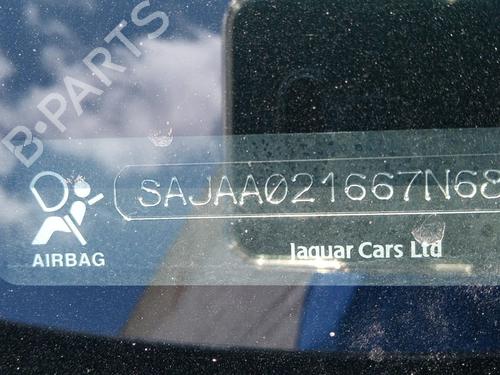 B-PARTS
SAJAA021667N68
AIRBAG
Jaguar Cars Ltd